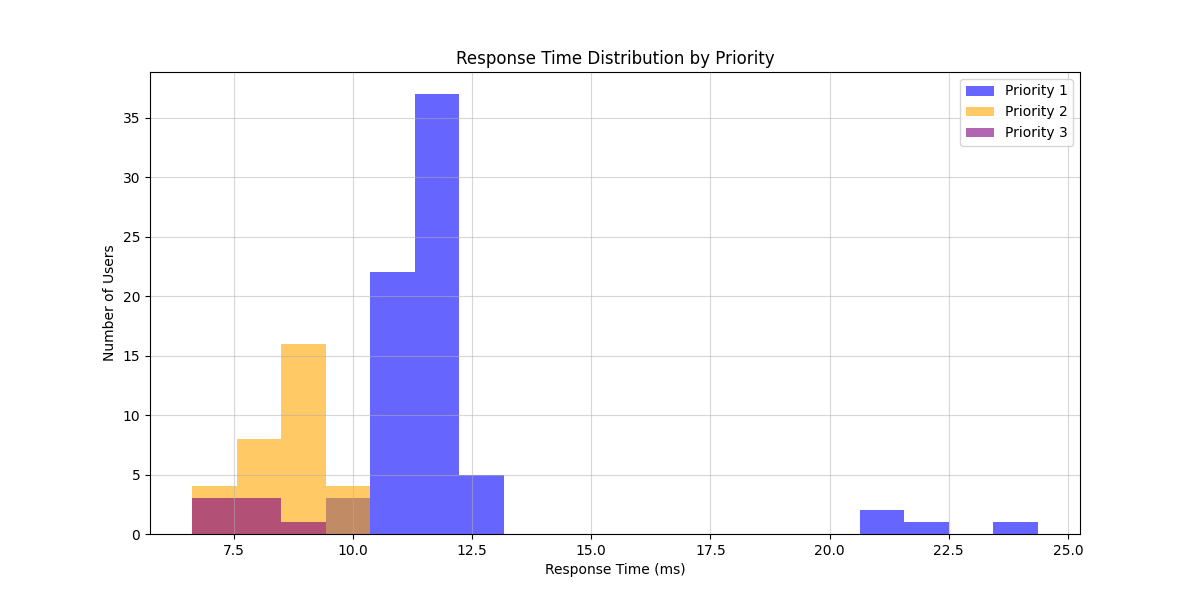 Response Time Distribution by Priority
Priority 1
Priority 2
Priority 3
35
30
25
20
15
10
5
0
Number of Users
7.5
10.0
12.5
15.0
17.5
20.0
22.5
25.0
Response Time (ms)